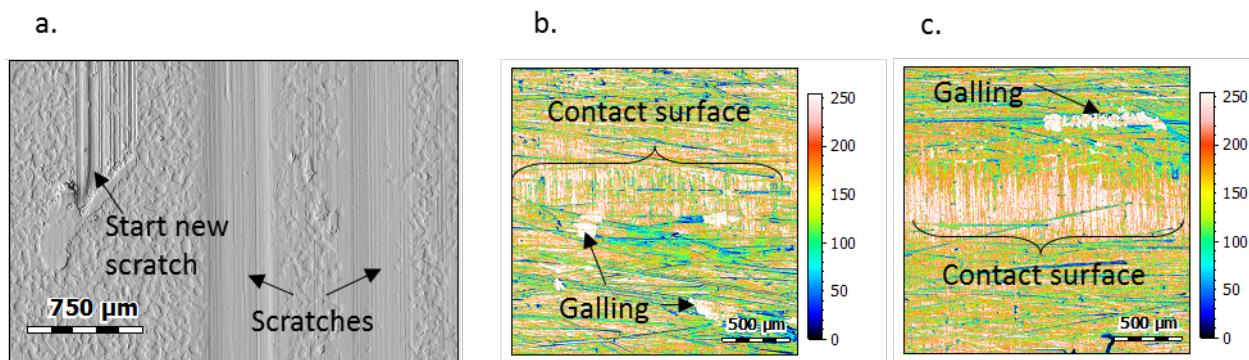 a.
Start new
scratch
Scratches
750 µm
b.
Contact surface
Galling
500 µm
250
200
150
100
50
0
c.
Galling
Contact surface
500 µm
250
200
150
100
50
0